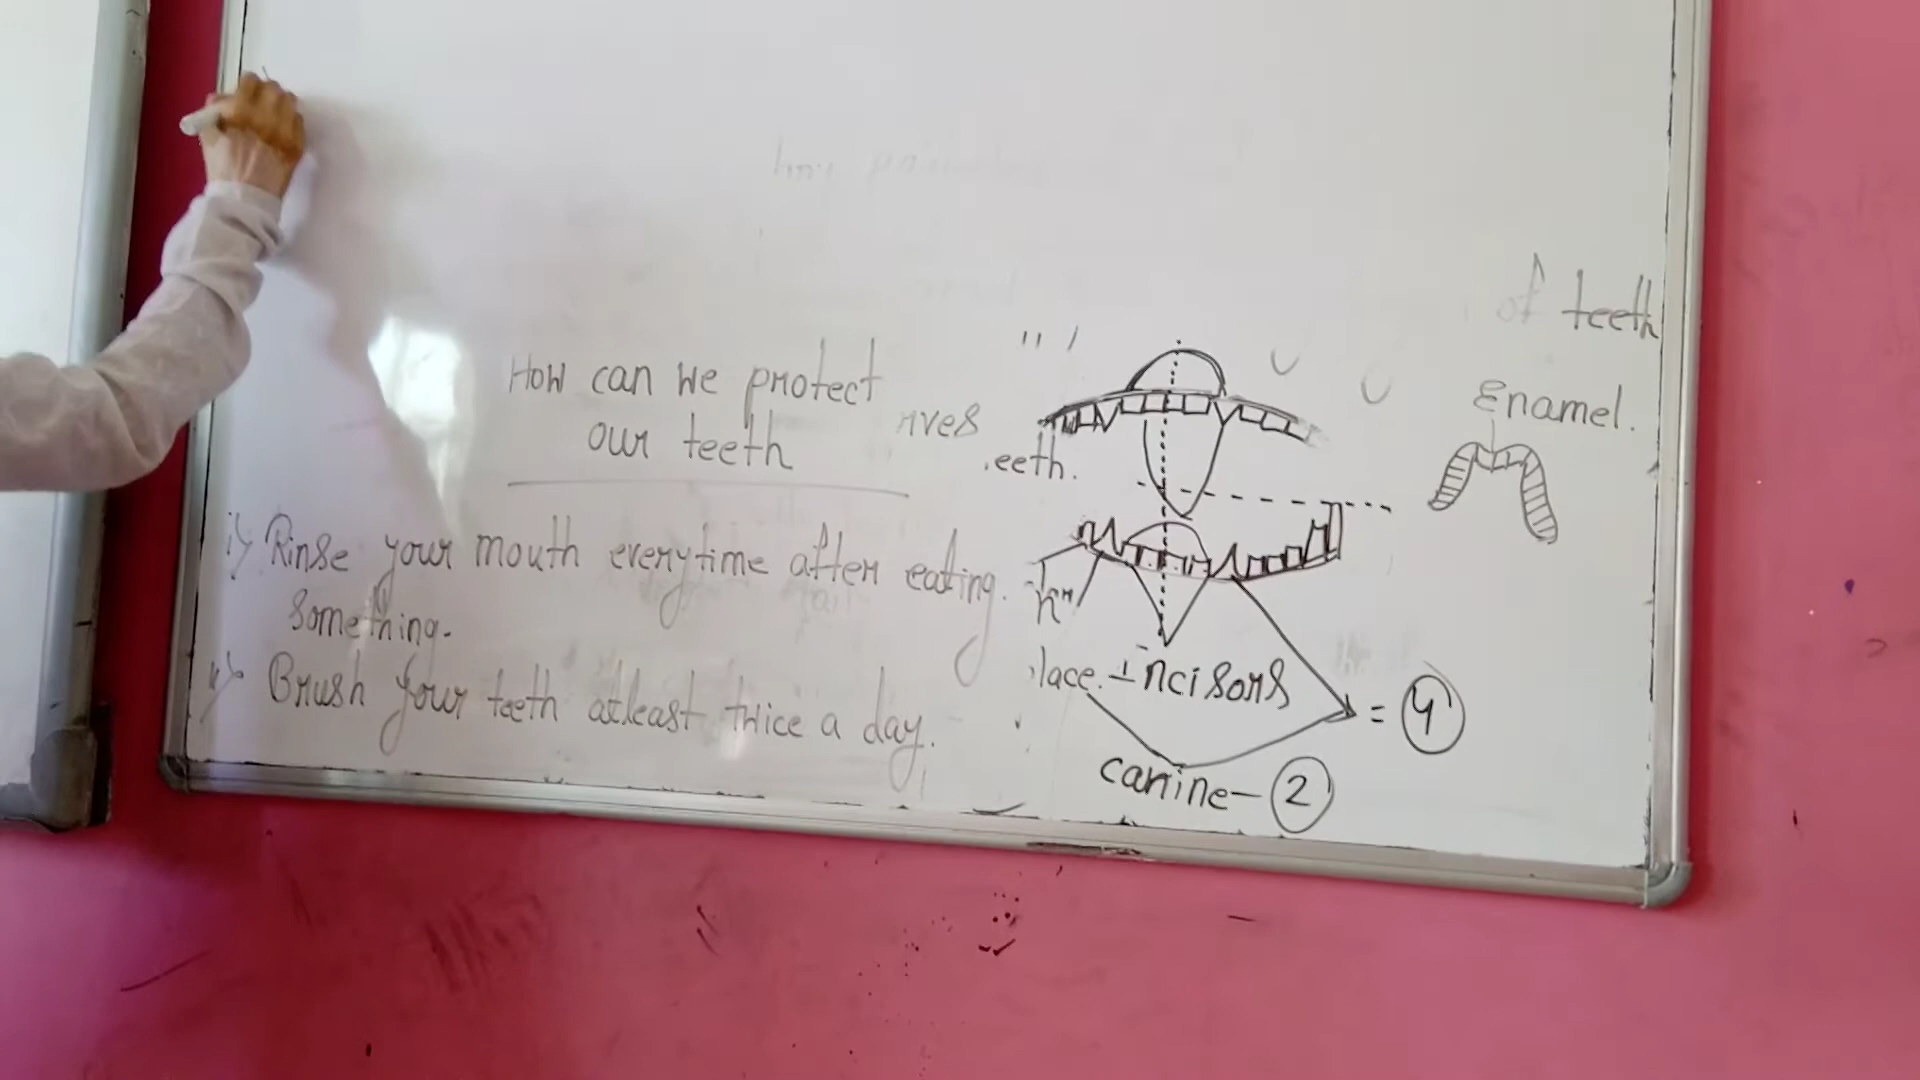 of teeth
How can we protect
our teeth
rves
eeth.
Enamel.
i) Rinse your mouth everytime after eating.
Something.
ii) Brush your teeth atleast twice a day.
lace.
Incisors
= 4
canine - 2